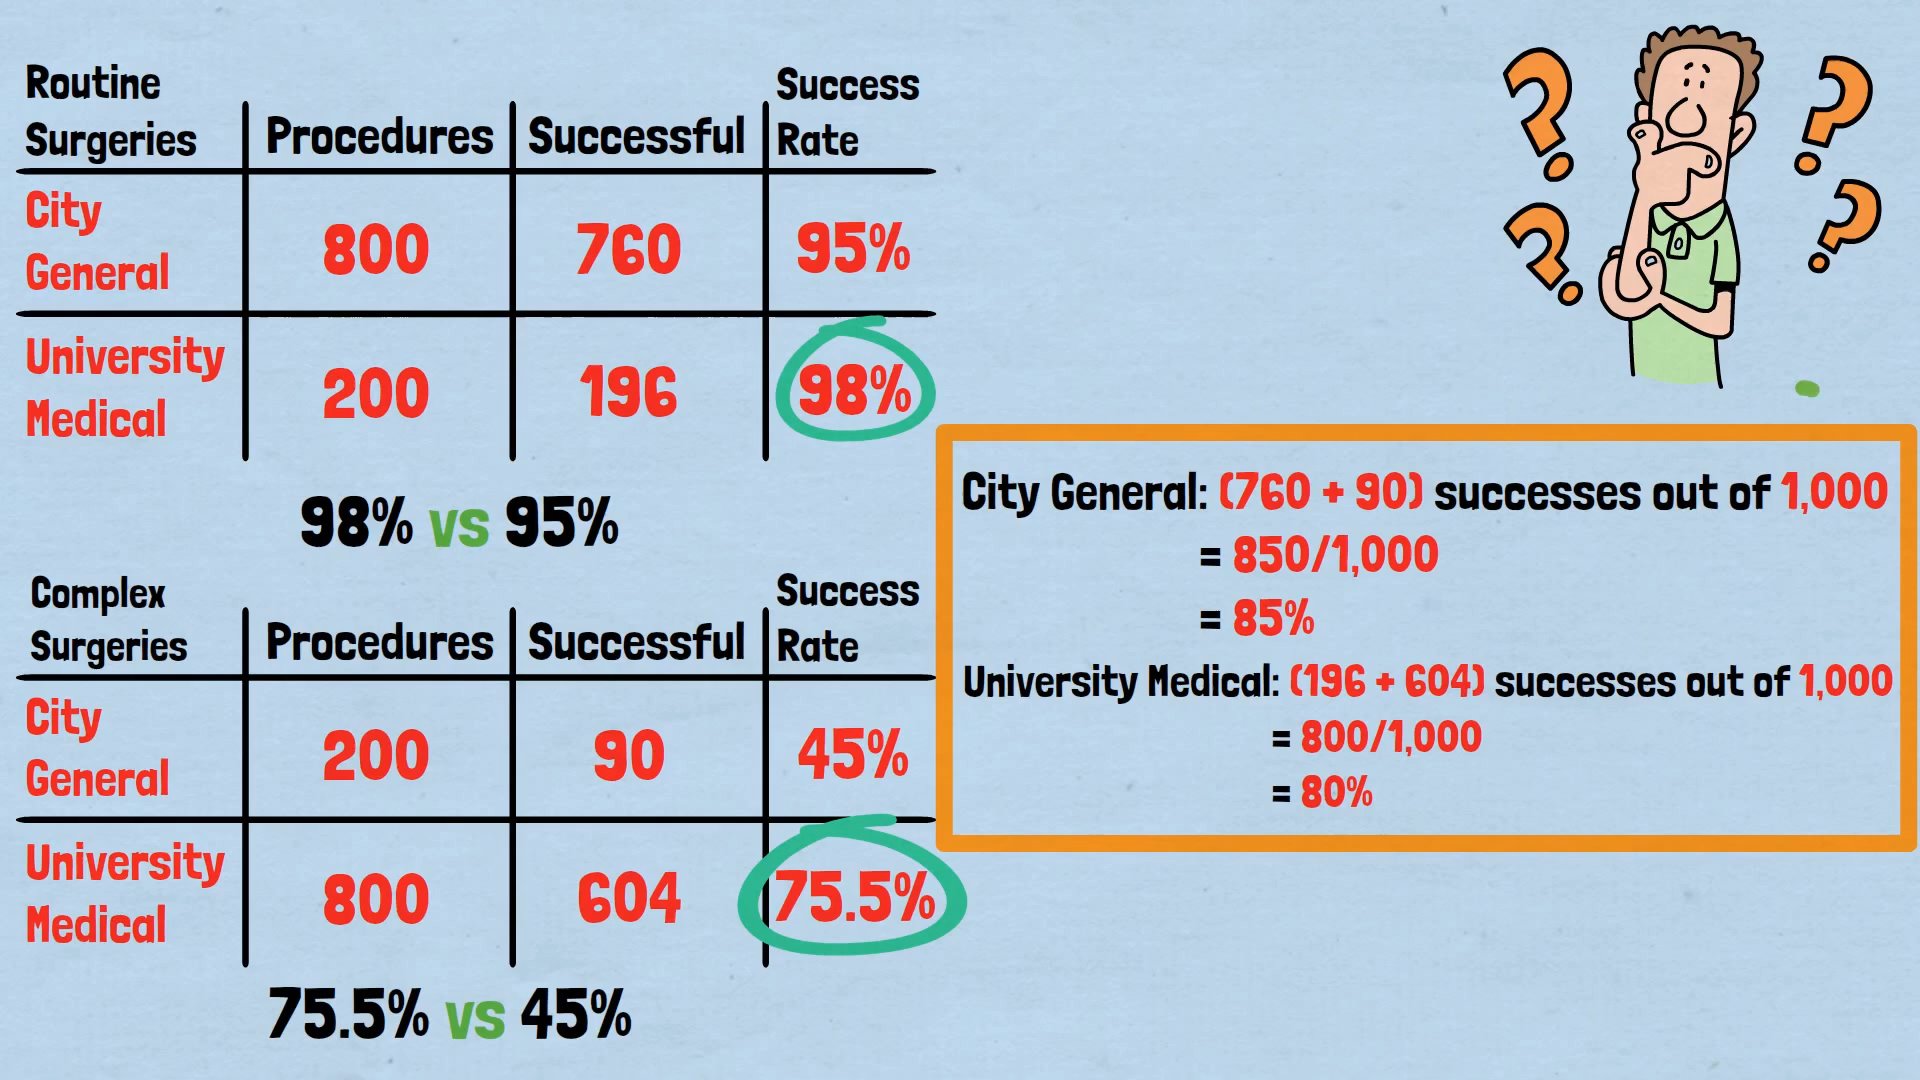 Routine
Surgeries
Procedures
Successful
Success
Rate
City
General
800
760
95%
University
Medical
200
196
98%
98% vs 95%
Complex
Surgeries
Procedures
Successful
Success
Rate
City
General
200
90
45%
University
Medical
800
604
75.5%
75.5% vs 45%
? ? ? ?
City General: (760 + 90) successes out of 1,000
= 850/1,000
= 85%
University Medical: (196 + 604) successes out of 1,000
= 800/1,000
= 80%